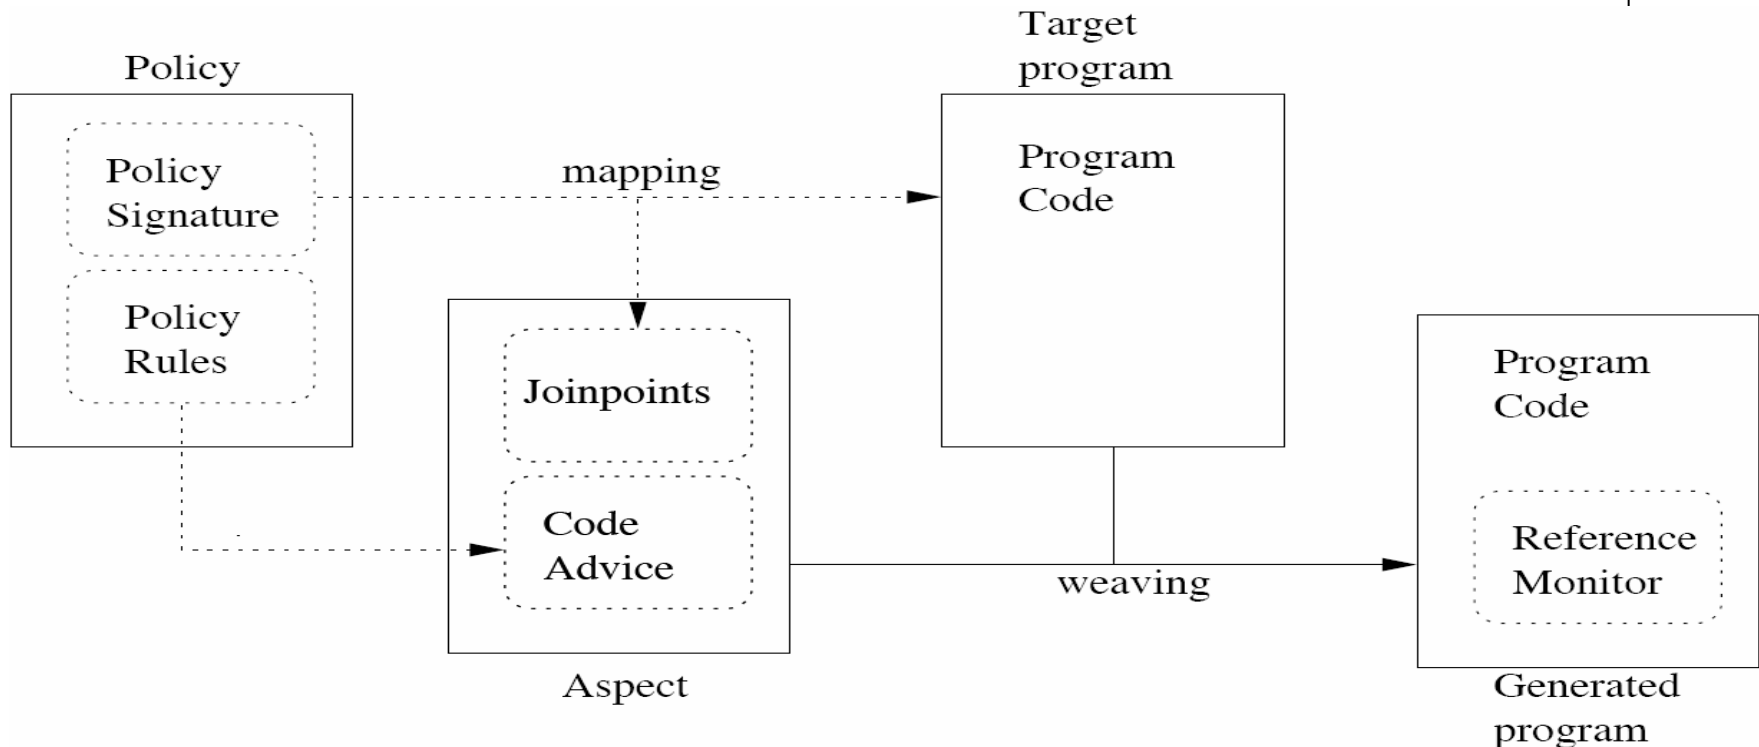 Policy
Policy
Signature
Policy
Rules
mapping
Target
program
Program
Code
Joinpoints
Code
Advice
Aspect
weaving
Program
Code
Reference
Monitor
Generated
program